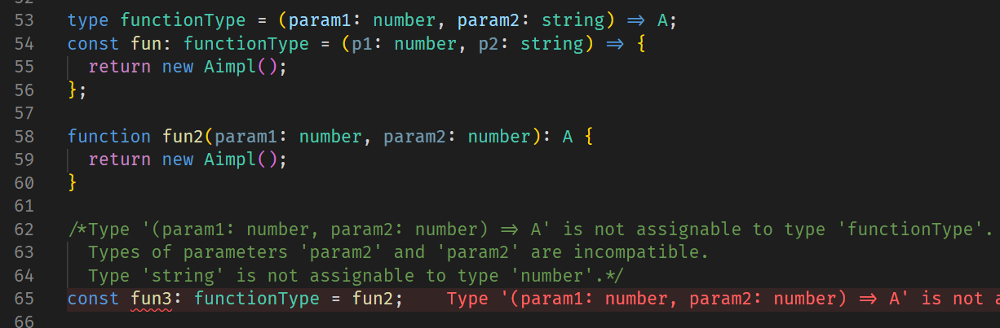 53 type functionType = (param1: number, param2: string) => A;
54 const fun: functionType = (p1: number, p2: string) => {
55 return new Aimpl();
56 };
57
58 function fun2(param1: number, param2: number): A {
59 return new Aimpl();
60 }
61
62 /*Type '(param1: number, param2: number) => A' is not assignable to type 'functionType'.
63 Types of parameters 'param2' and 'param2' are incompatible.
64 Type 'string' is not assignable to type 'number'.*/
65 const fun3: functionType = fun2; Type '(param1: number, param2: number) => A' is not a
66